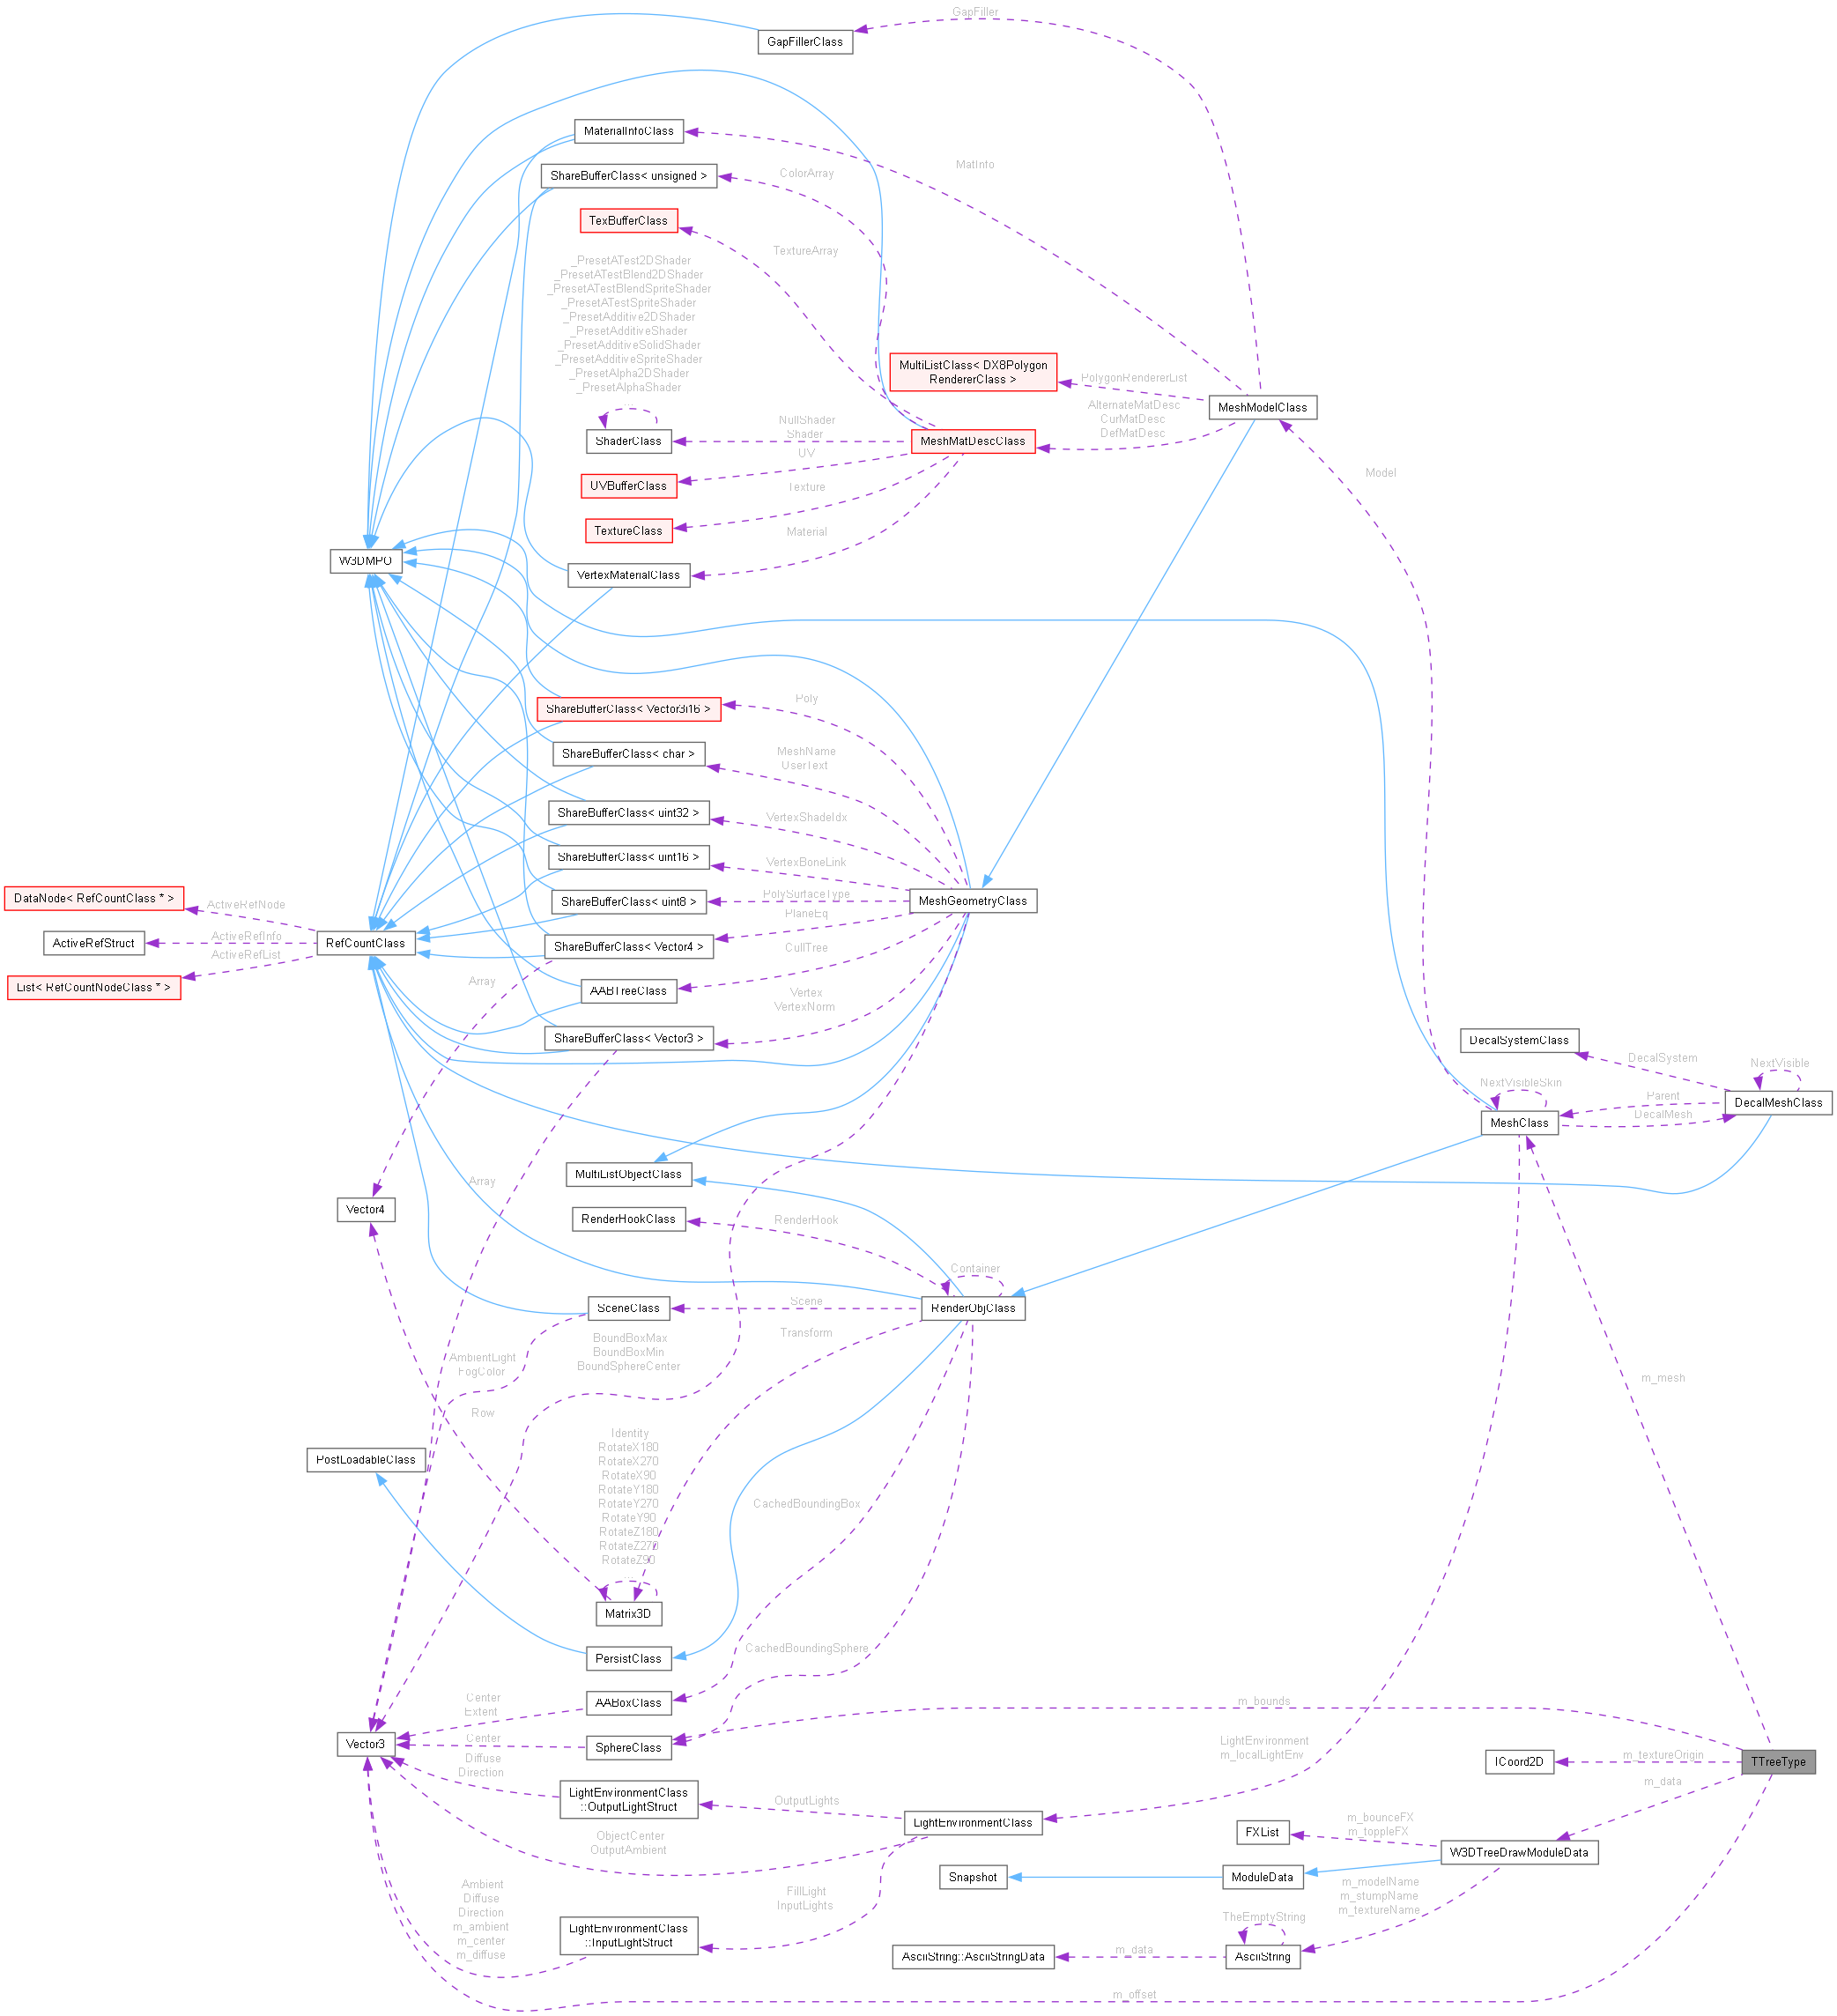 GapFiller
GapFillerClass
MaterialInfoClass
MatInfo
ShareBufferClass< unsigned >
ColorArray
TexBufferClass
TextureArray
_PresetATest2DShader
_PresetATestBlend2DShader
_PresetATestBlendSpriteShader
_PresetATestSpriteShader
_PresetAdditive2DShader
_PresetAdditiveShader
_PresetAdditiveSolidShader
_PresetAdditiveSpriteShader
_PresetAlpha2DShader
_PresetAlphaShader
...
MultiListClass< DX8Polygon
RendererClass >
PolygonRendererList
MeshModelClass
AlternateMatDesc
CurMatDesc
DefMatDesc
NullShader
Shader
ShaderClass
MeshMatDescClass
UV
UVBufferClass
Texture
TextureClass
Material
Model
W3DMPO
VertexMaterialClass
ShareBufferClass< Vector3i16 >
Poly
ShareBufferClass< char >
MeshName
UserText
ShareBufferClass< uint32 >
VertexShadeIdx
ShareBufferClass< uint16 >
VertexBoneLink
ShareBufferClass< uint8 >
PolySurfaceType
MeshGeometryClass
PlaneEq
DataNode< RefCountClass * >
ActiveRefNode
ActiveRefStruct
ActiveRefInfo
RefCountClass
ShareBufferClass< Vector4 >
CullTree
List< RefCountNodeClass * >
ActiveRefList
Array
AABTreeClass
Vertex
VertexNorm
ShareBufferClass< Vector3 >
DecalSystemClass
DecalSystem
NextVisible
NextVisibleSkin
Parent
DecalMeshClass
DecalMesh
MeshClass
MultiListObjectClass
Array
Vector4
RenderHookClass
RenderHook
Container
SceneClass
Scene
RenderObjClass
Transform
BoundBoxMax
BoundBoxMin
BoundSphereCenter
AmbientLight
FogColor
m_mesh
Row
Identity
RotateX180
RotateX270
RotateX90
RotateY180
RotateY270
RotateY90
RotateZ180
RotateZ270
RotateZ90
...
PostLoadableClass
CachedBoundingBox
Matrix3D
PersistClass
CachedBoundingSphere
AABoxClass
Center
Extent
m_bounds
Vector3
Center
SphereClass
LightEnvironment
m_localLightEnv
ICoord2D
m_textureOrigin
TTreeType
Diffuse
Direction
m_data
LightEnvironmentClass
::OutputLightStruct
OutputLights
LightEnvironmentClass
FXList
m_bounceFX
m_toppleFX
ObjectCenter
OutputAmbient
W3DTreeDrawModuleData
Snapshot
ModuleData
m_modelName
m_stumpName
m_textureName
Ambient
Diffuse
Direction
m_ambient
m_center
m_diffuse
FillLight
InputLights
TheEmptyString
LightEnvironmentClass
::InputLightStruct
AsciiString::AsciiStringData
m_data
AsciiString
m_offset